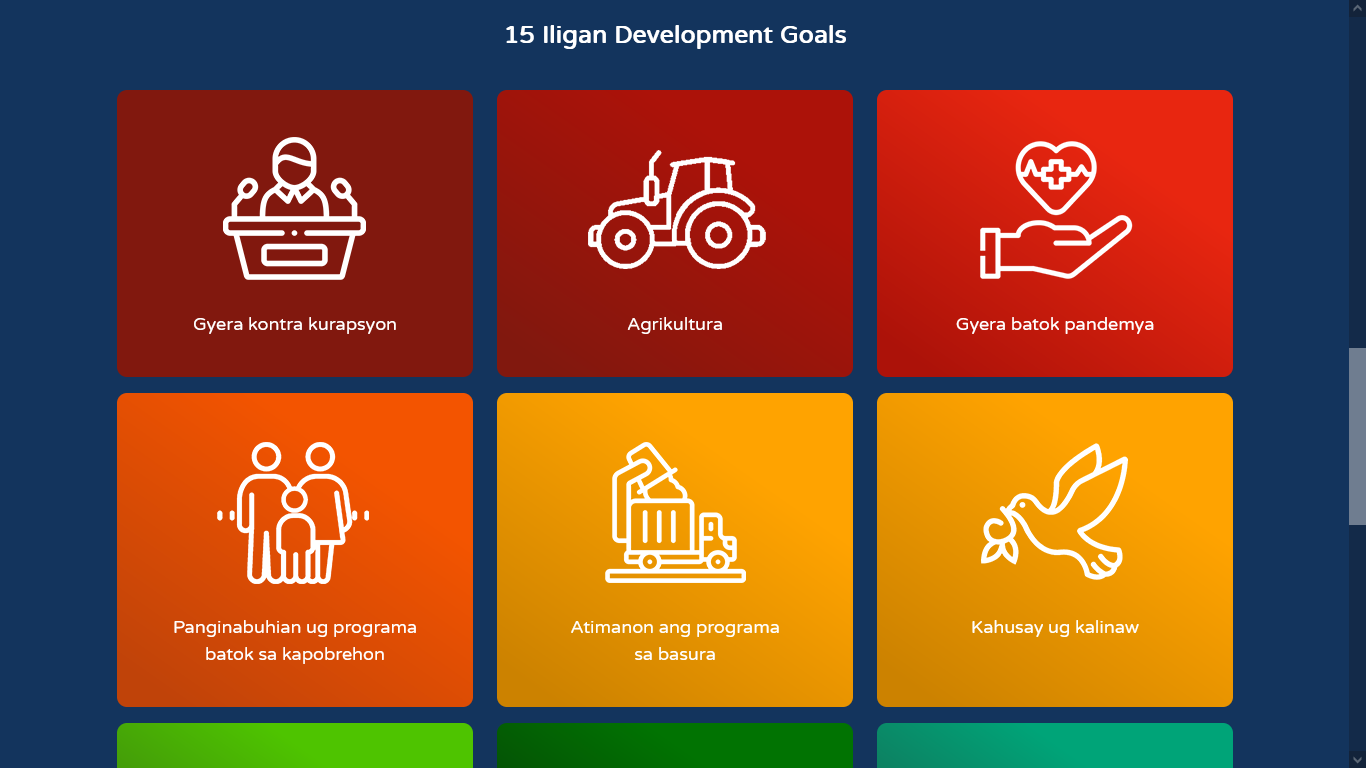 15 Iligan Development Goals
Gyera kontra kurapsyon
Agrikultura
Gyera batok pandemya
Panginabuhian ug programa
batok sa kapobrehon
Atimanon ang programa
sa basura
Kahusay ug kalinaw